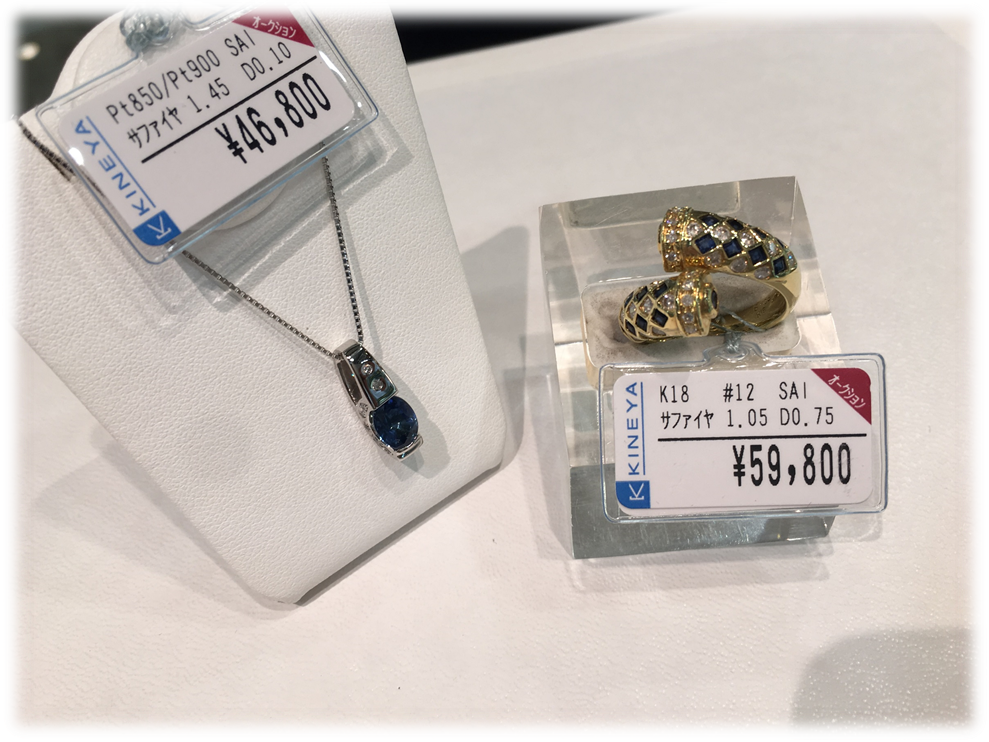 オークション
Pt850/Pt900 SAI
サファイヤ 1.45 D0.10
¥46,800
KINEYA
オークション
K18 #12 SAI
サファイヤ 1.05 D0.75
¥59,800
KINEYA